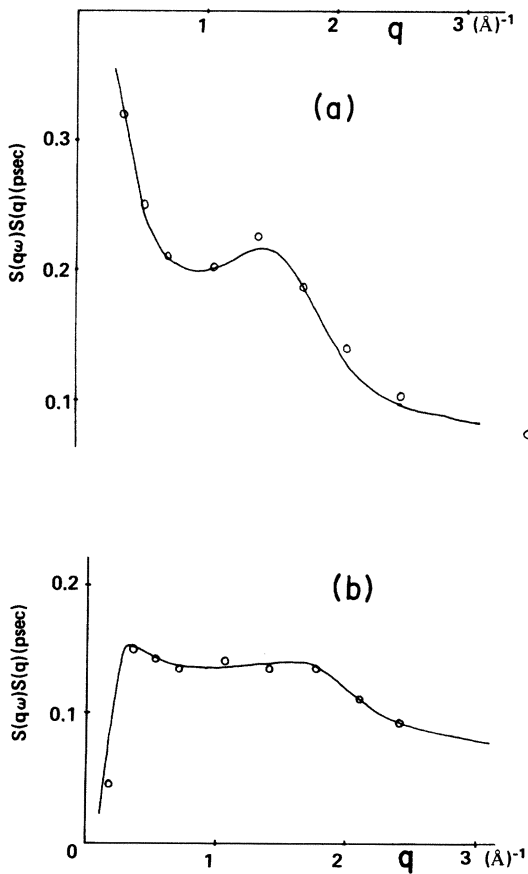 1 2 q 3 (Å)⁻¹
(a)
0.3
0.2
0.1
S(qω)S(q)(psec)
(b)
0.2
0.1
0
S(qω)S(q)(psec)
1 2 q 3 (Å)⁻¹